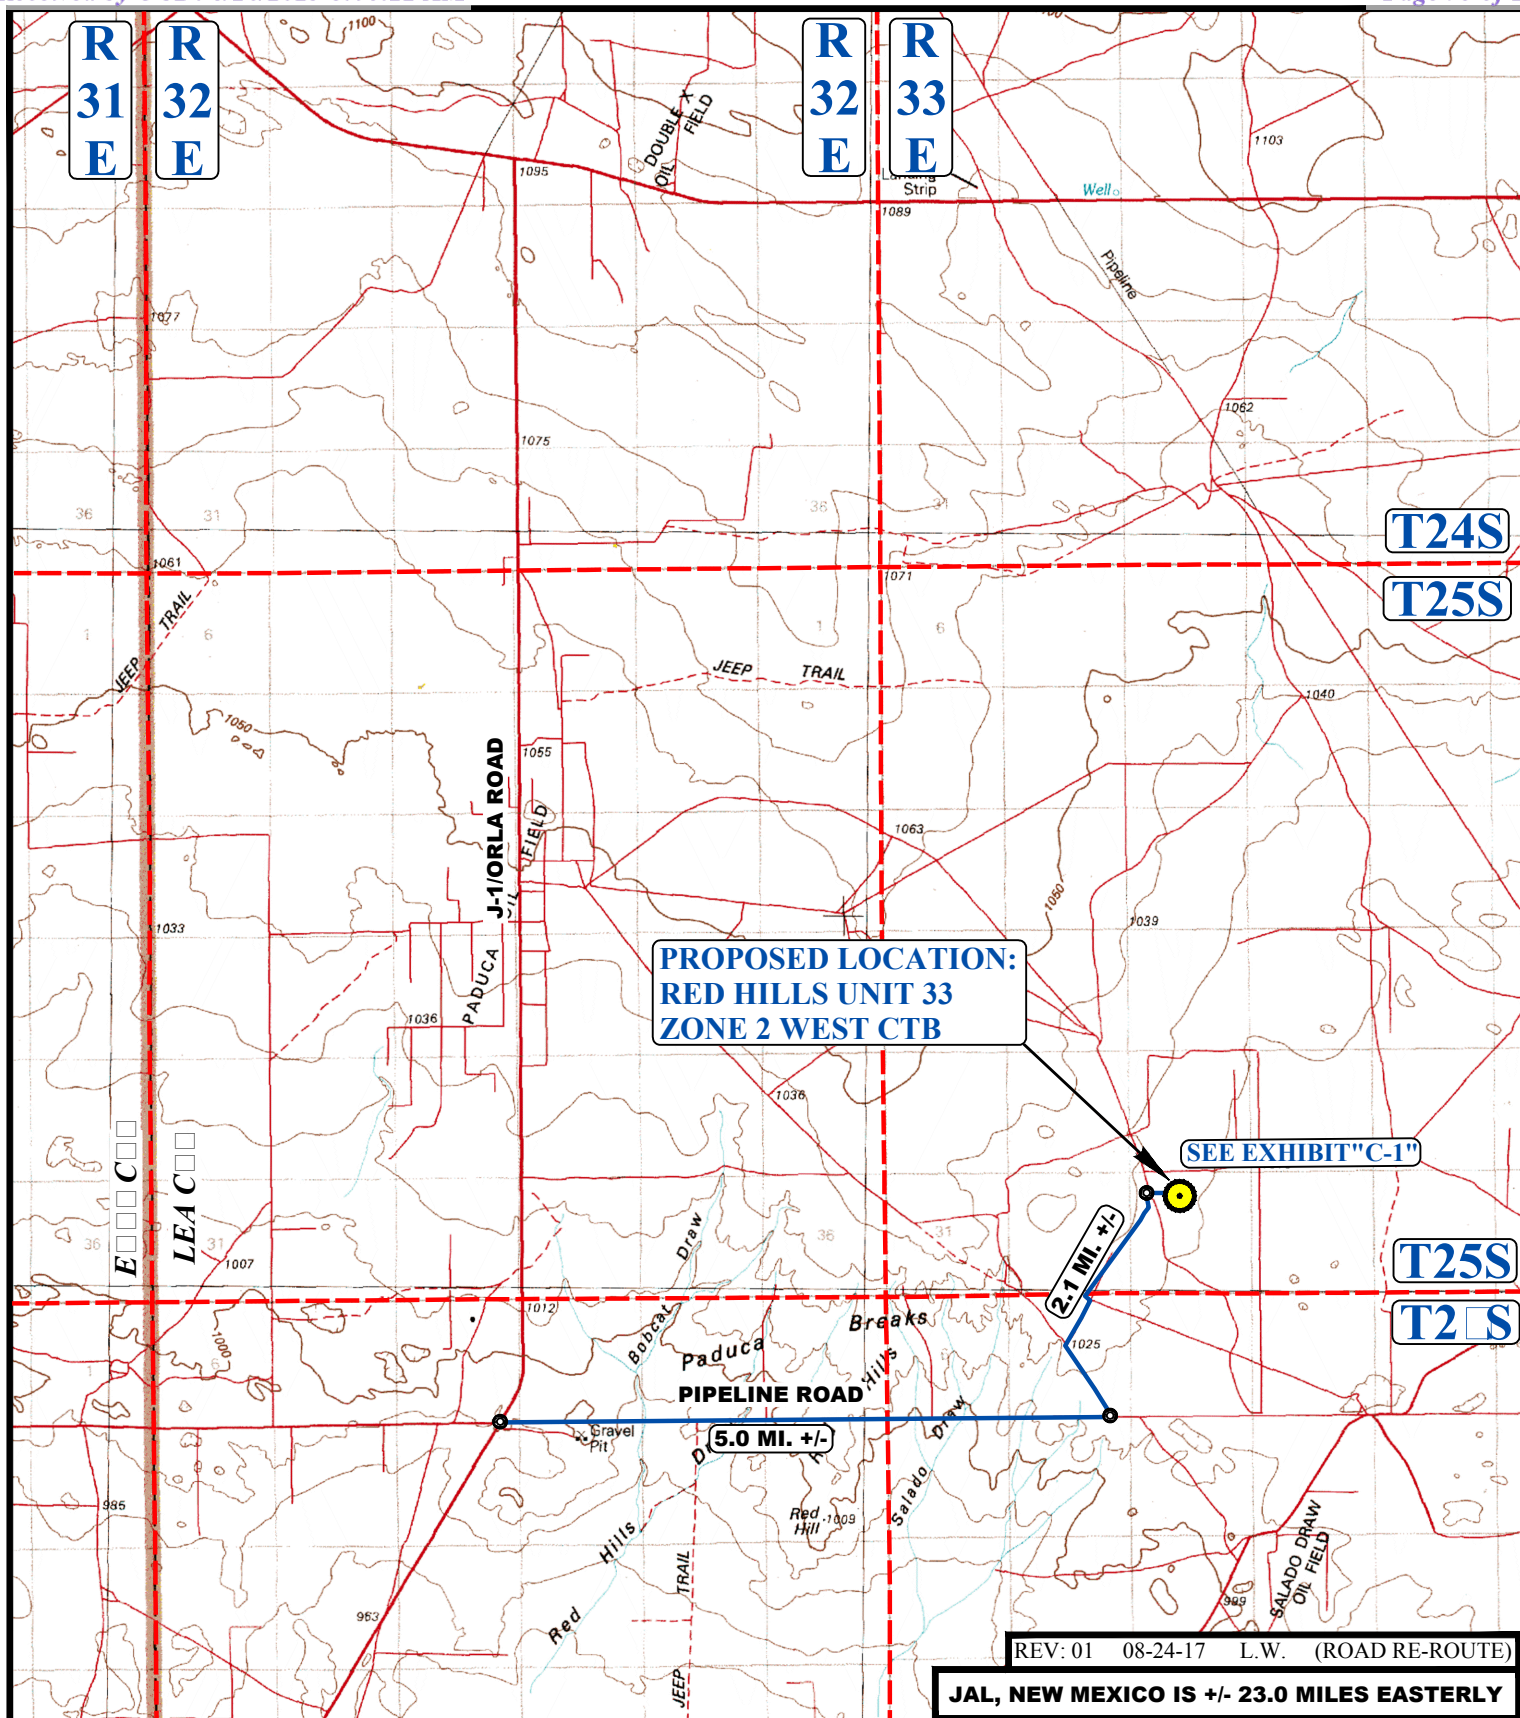 R
31
E
R
32
E
R
32
E
R
33
E
1100
DOUBLE X
OIL FIELD
1095
1103
Landing
Strip
Well
1089
Pipeline
1077
1062
1075
36
31
36
31
T24S
1061
1071
T25S
JEEP TRAIL
1
6
1
6
JEEP TRAIL
1040
1050
1055
J-1/ORLA ROAD
FIELD
OIL
PADUCA
1063
1050
1039
1033
PROPOSED LOCATION:
RED HILLS UNIT 33
ZONE 2 WEST CTB
1036
1036
SEE EXHIBIT"C-1"
E□□□□ C□□
LEA C□□
2.1 MI. +/-
36
31
36
31
Bobcat Draw
T25S
1007
1012
T2□S
Breaks
Paduca
1000
6
1
1025
Hills
PIPELINE ROAD
5.0 MI. +/-
Gravel
Pit
Draw
Salado
985
Red
Hill
1009
Red Hills
TRAIL
JEEP
SALADO DRAW
OIL FIELD
963
999
REV: 01 08-24-17 L.W. (ROAD RE-ROUTE)
JAL, NEW MEXICO IS +/- 23.0 MILES EASTERLY